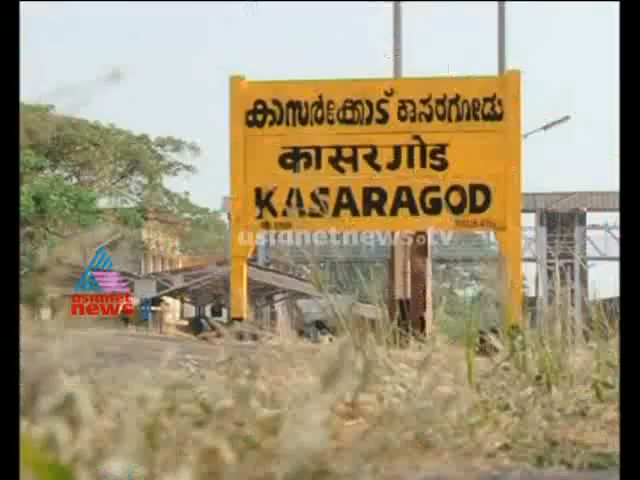 കാസർക്കോട് ಕಾಸರಗೋಡು
कासरगोड
KASARAGOD
asianetnews.tv
asianet
news